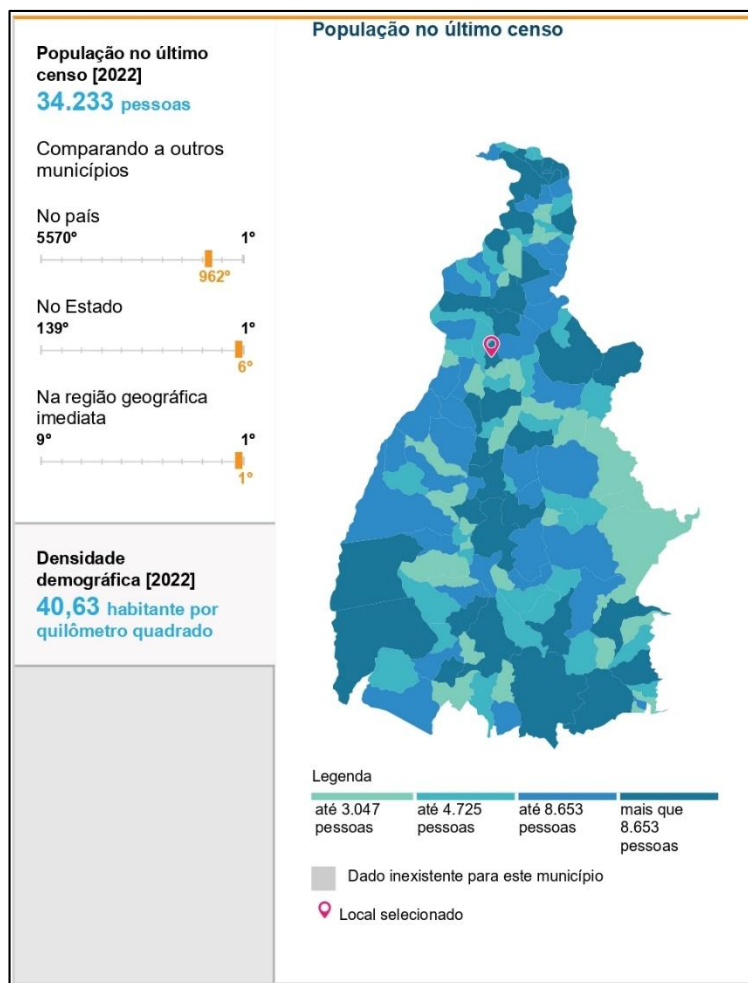 População no último
censo [2022]
34.233 pessoas
Comparando a outros
municípios
No país
5570º 1º
962º
No Estado
139º 1º
6º
Na região geográfica
imediata
9º 1º
1º
Densidade
demográfica [2022]
40,63 habitante por
quilômetro quadrado
População no último censo
Legenda
até 3.047
pessoas
até 4.725
pessoas
até 8.653
pessoas
mais que
8.653
pessoas
Dado inexistente para este município
Local selecionado